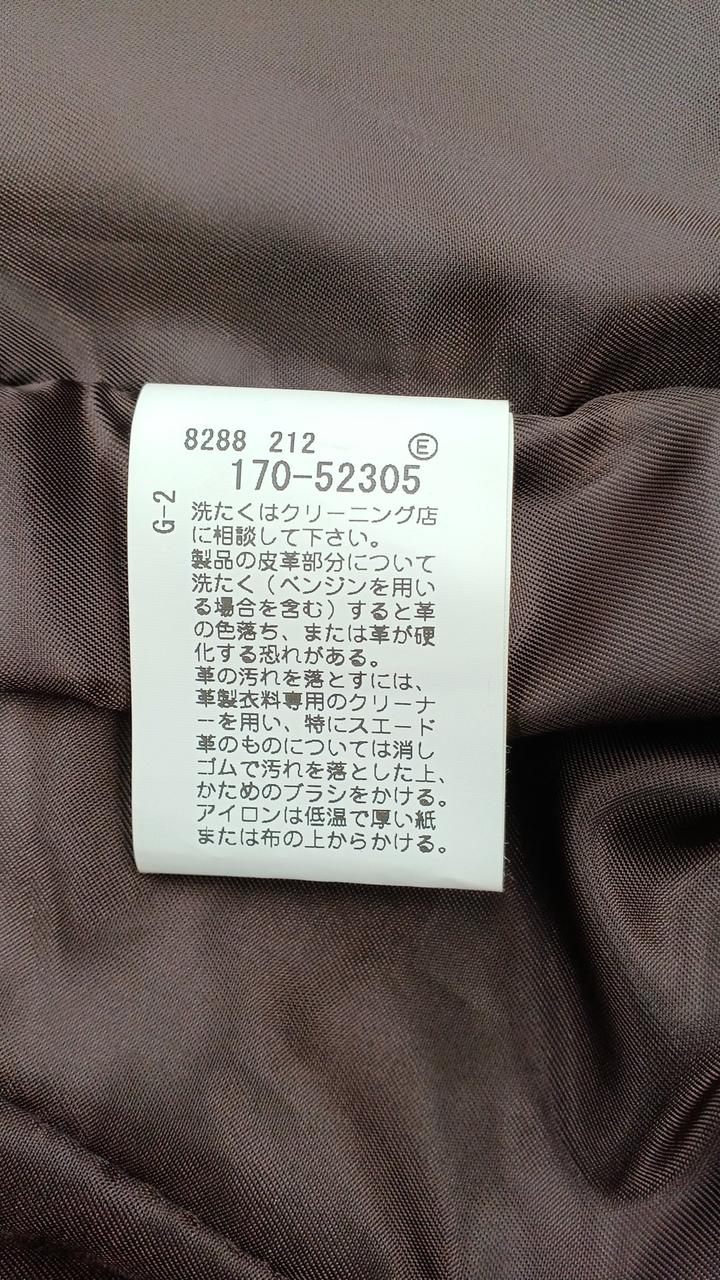 8288 212 Ⓔ
170-52305
G-2
洗たくはクリーニング店
に相談して下さい。
製品の皮革部分について
洗たく(ベンジンを用い
る場合を含む)すると革
の色落ち、または革が硬
化する恐れがある。
革の汚れを落とすには、
革製衣料専用のクリーナ
ーを用い、特にスエード
革のものについては消し
ゴムで汚れを落とした上、
かためのブラシをかける。
アイロンは低温で厚い紙
または布の上からかける。